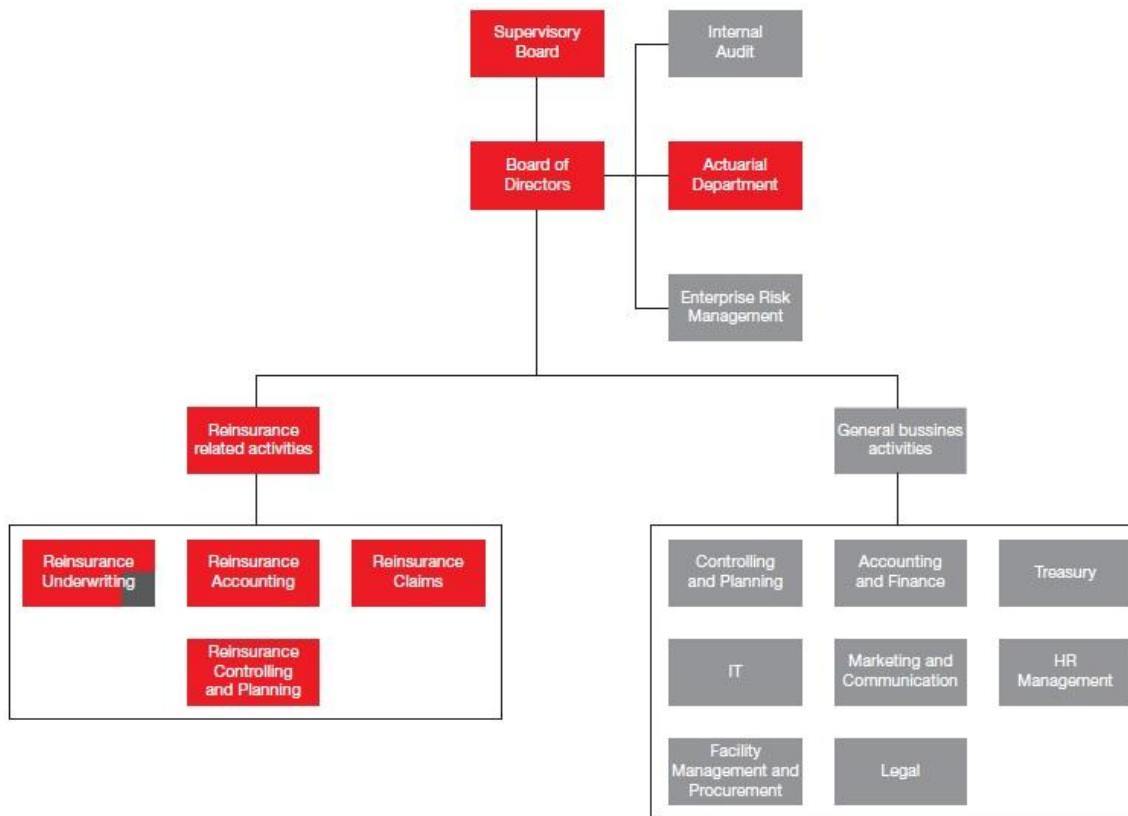 Supervisory
Board
Internal
Audit
Board of
Directors
Actuarial
Department
Enterprise Risk
Management
Reinsurance
related activities
General bussines
activities
Reinsurance
Underwriting
Reinsurance
Accounting
Reinsurance
Claims
Reinsurance
Controlling
and Planning
Controlling
and Planning
Accounting
and Finance
Treasury
IT
Marketing and
Communication
HR
Management
Facility
Management and
Procurement
Legal